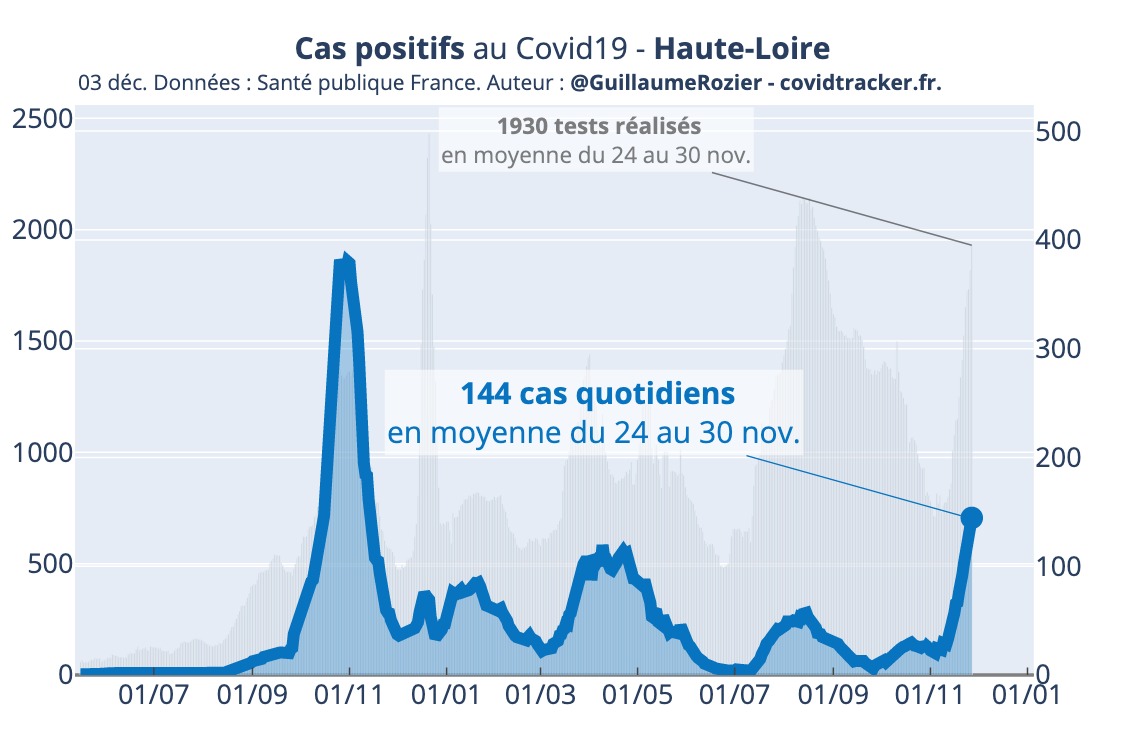 Cas positifs au Covid19 - Haute-Loire
03 déc. Données : Santé publique France. Auteur : @GuillaumeRozier - covidtracker.fr.
2500
2000
1500
1000
500
0
1930 tests réalisés
en moyenne du 24 au 30 nov.
144 cas quotidiens
en moyenne du 24 au 30 nov.
500
400
300
200
100
0
01/07 01/09 01/11 01/01 01/03 01/05 01/07 01/09 01/11 01/01